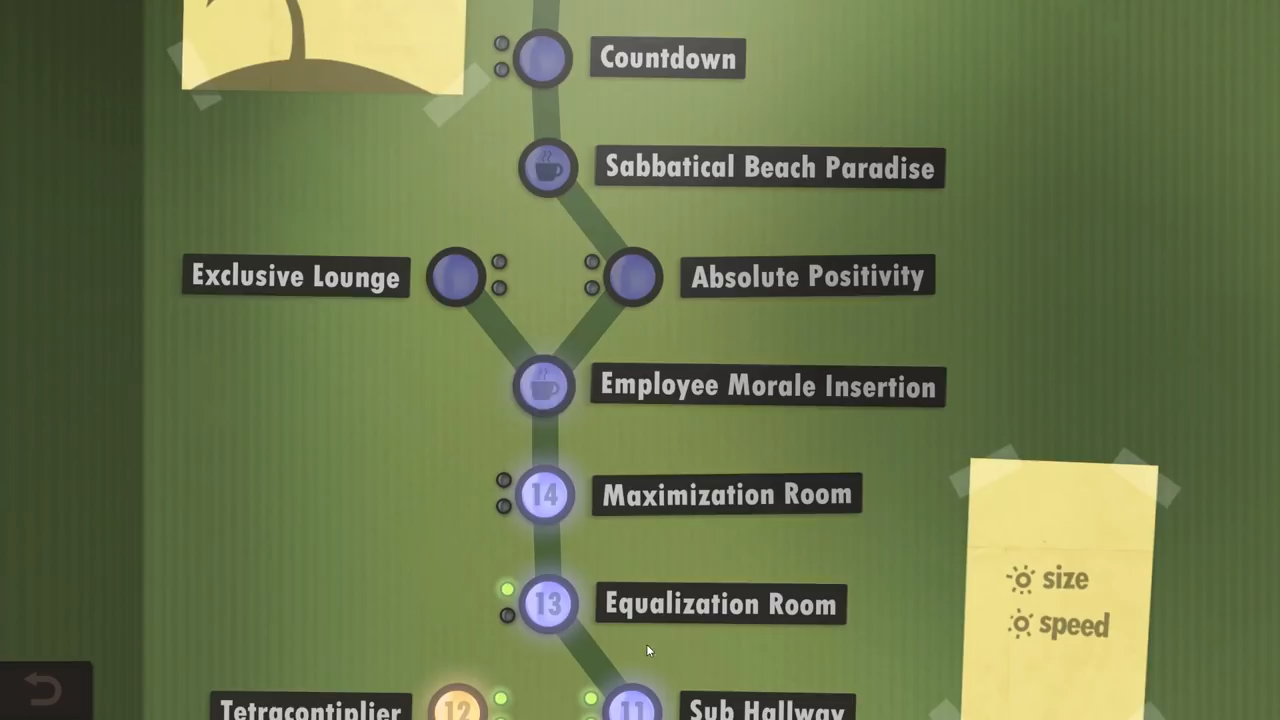 Countdown
Sabbatical Beach Paradise
Exclusive Lounge
Absolute Positivity
Employee Morale Insertion
14
Maximization Room
13
Equalization Room
size
speed
Tetracontiplier
12
11
Sub Hallway